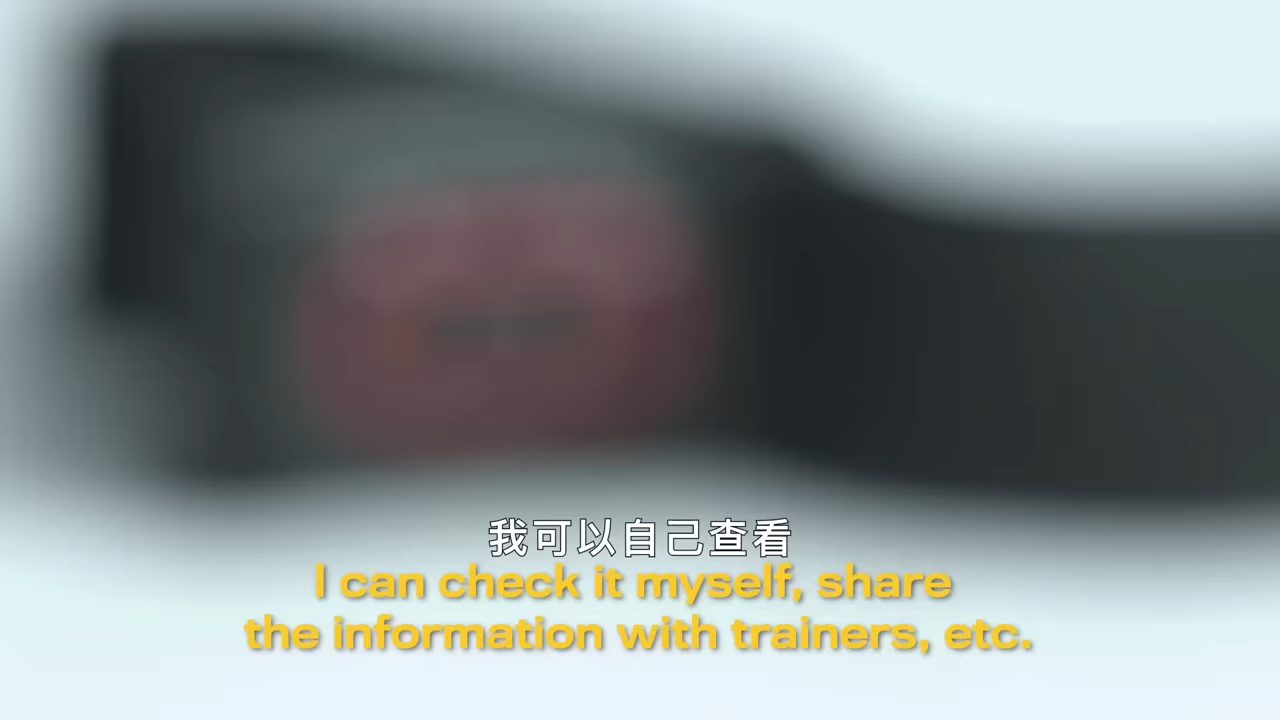 我可以自己查看
I can check it myself, share
the information with trainers, etc.